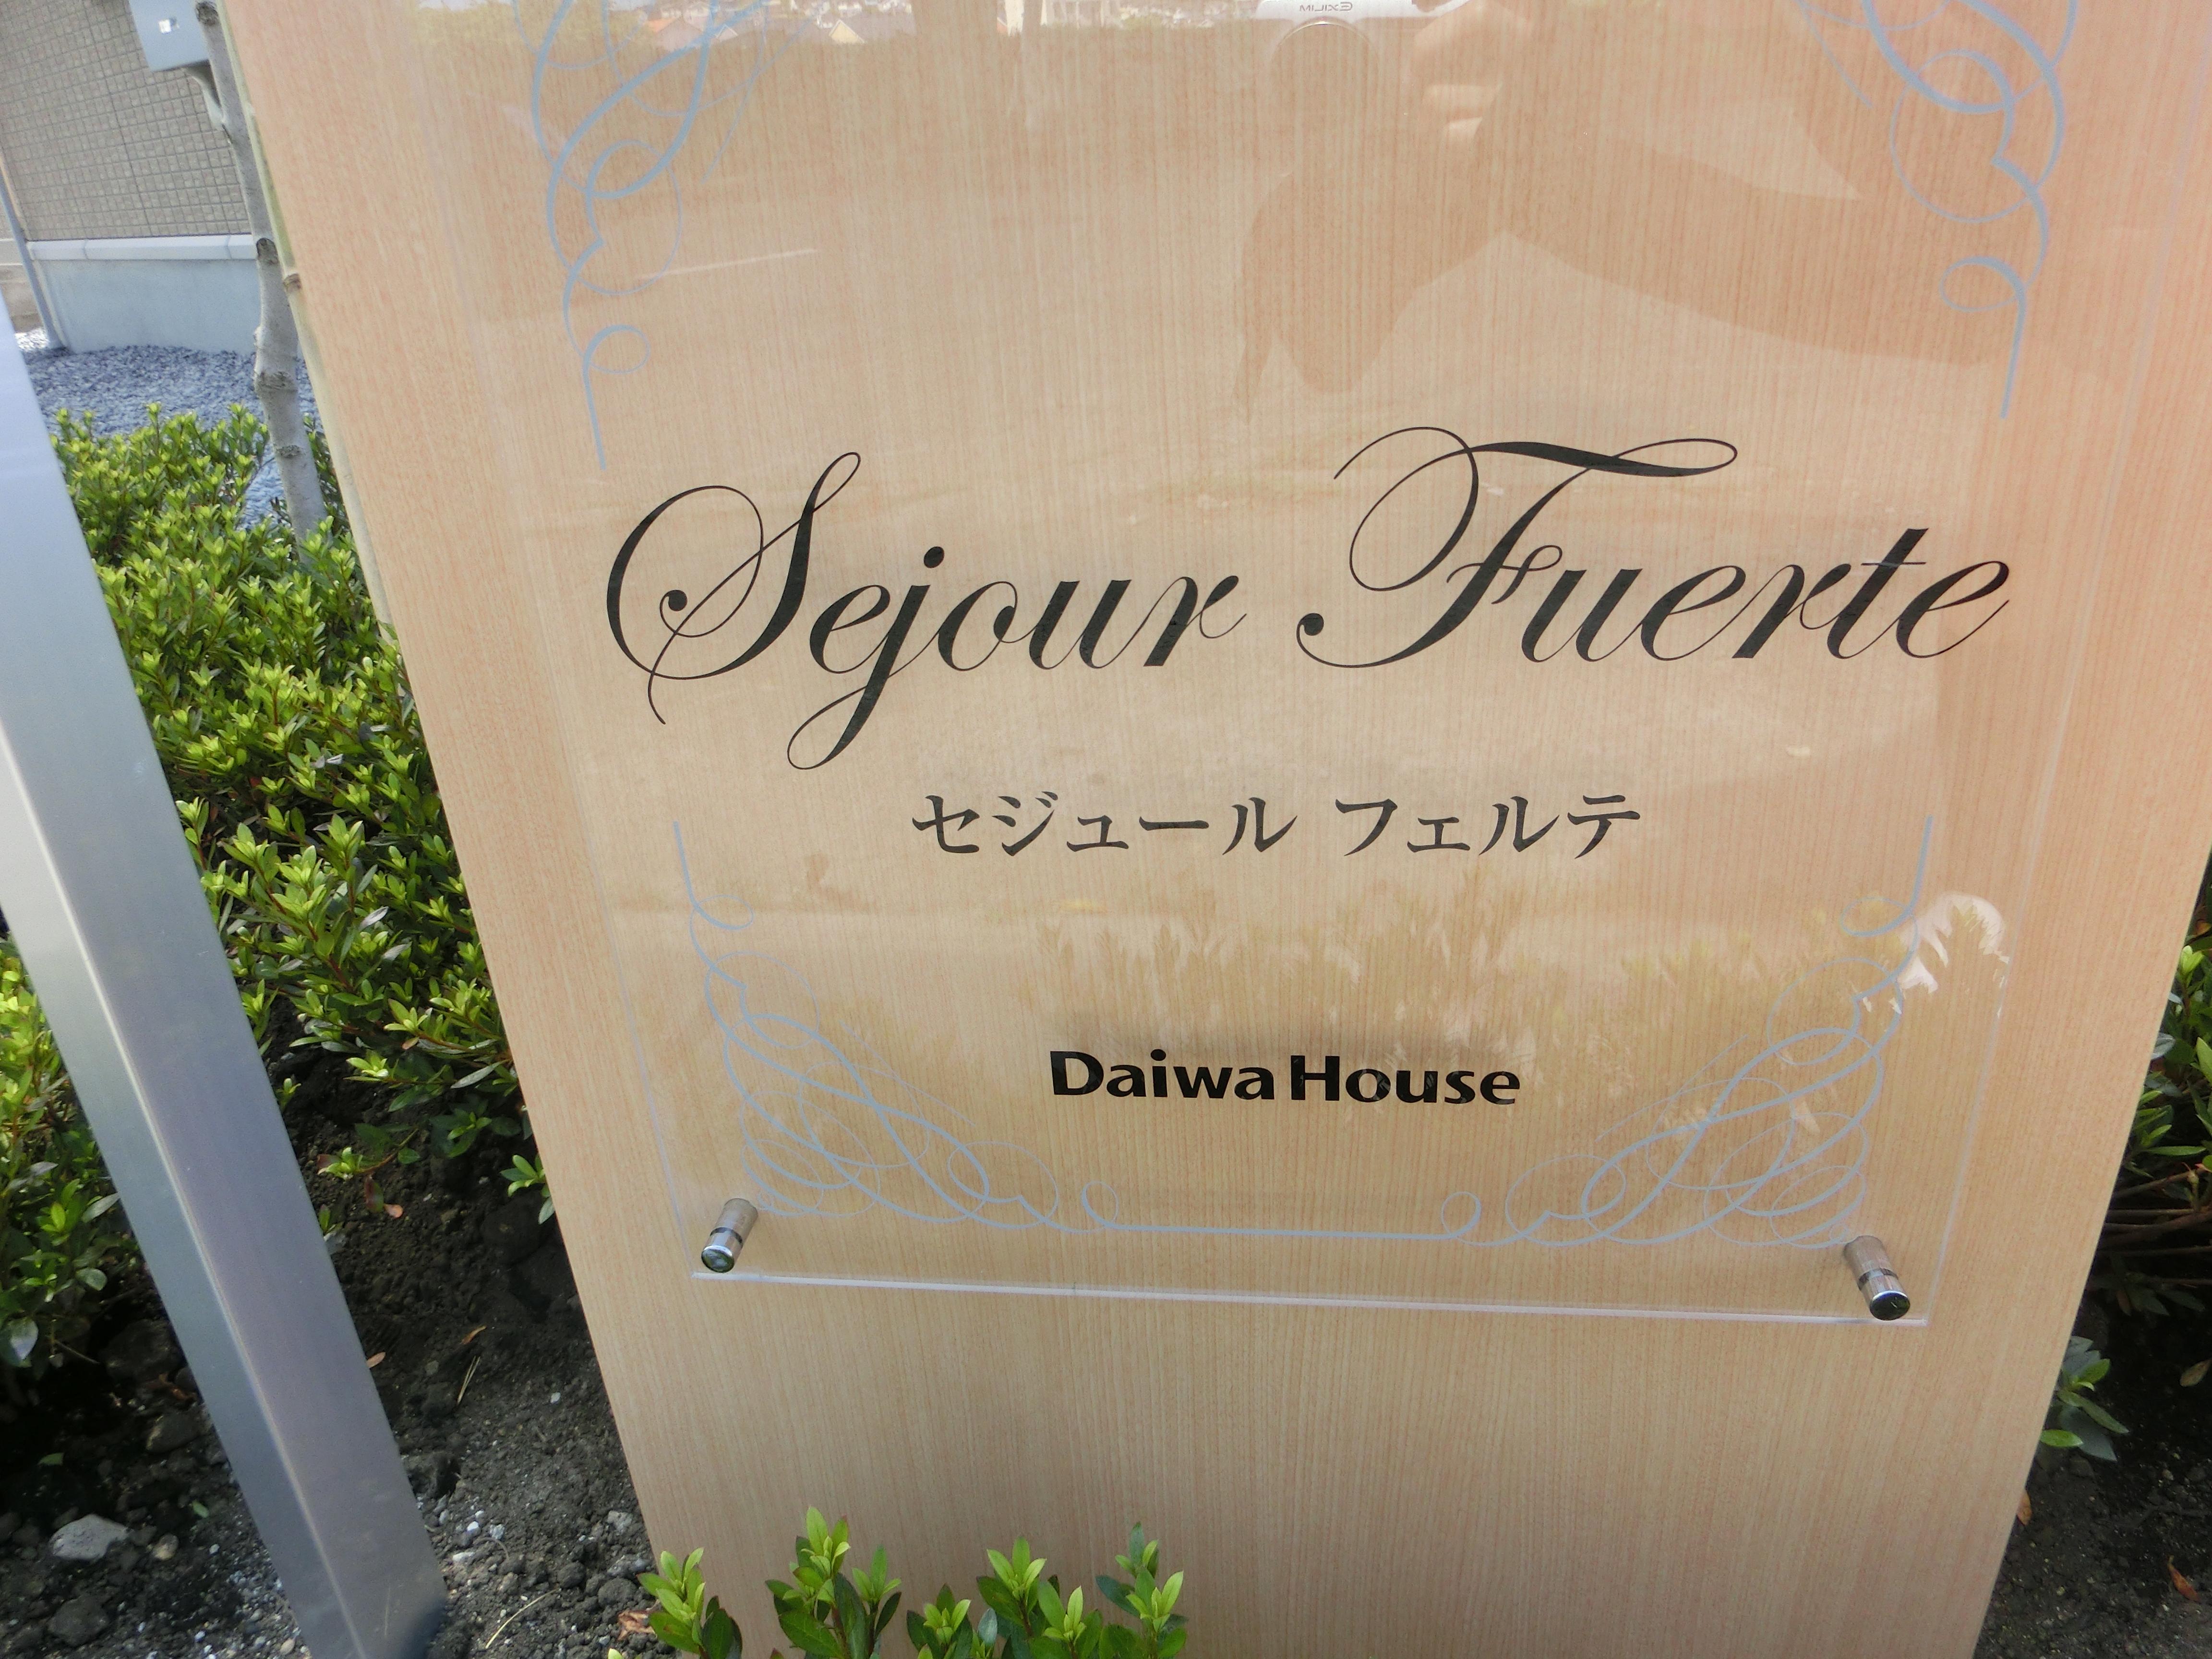 Sejour Fuerte
セジュール フェルテ
Daiwa House